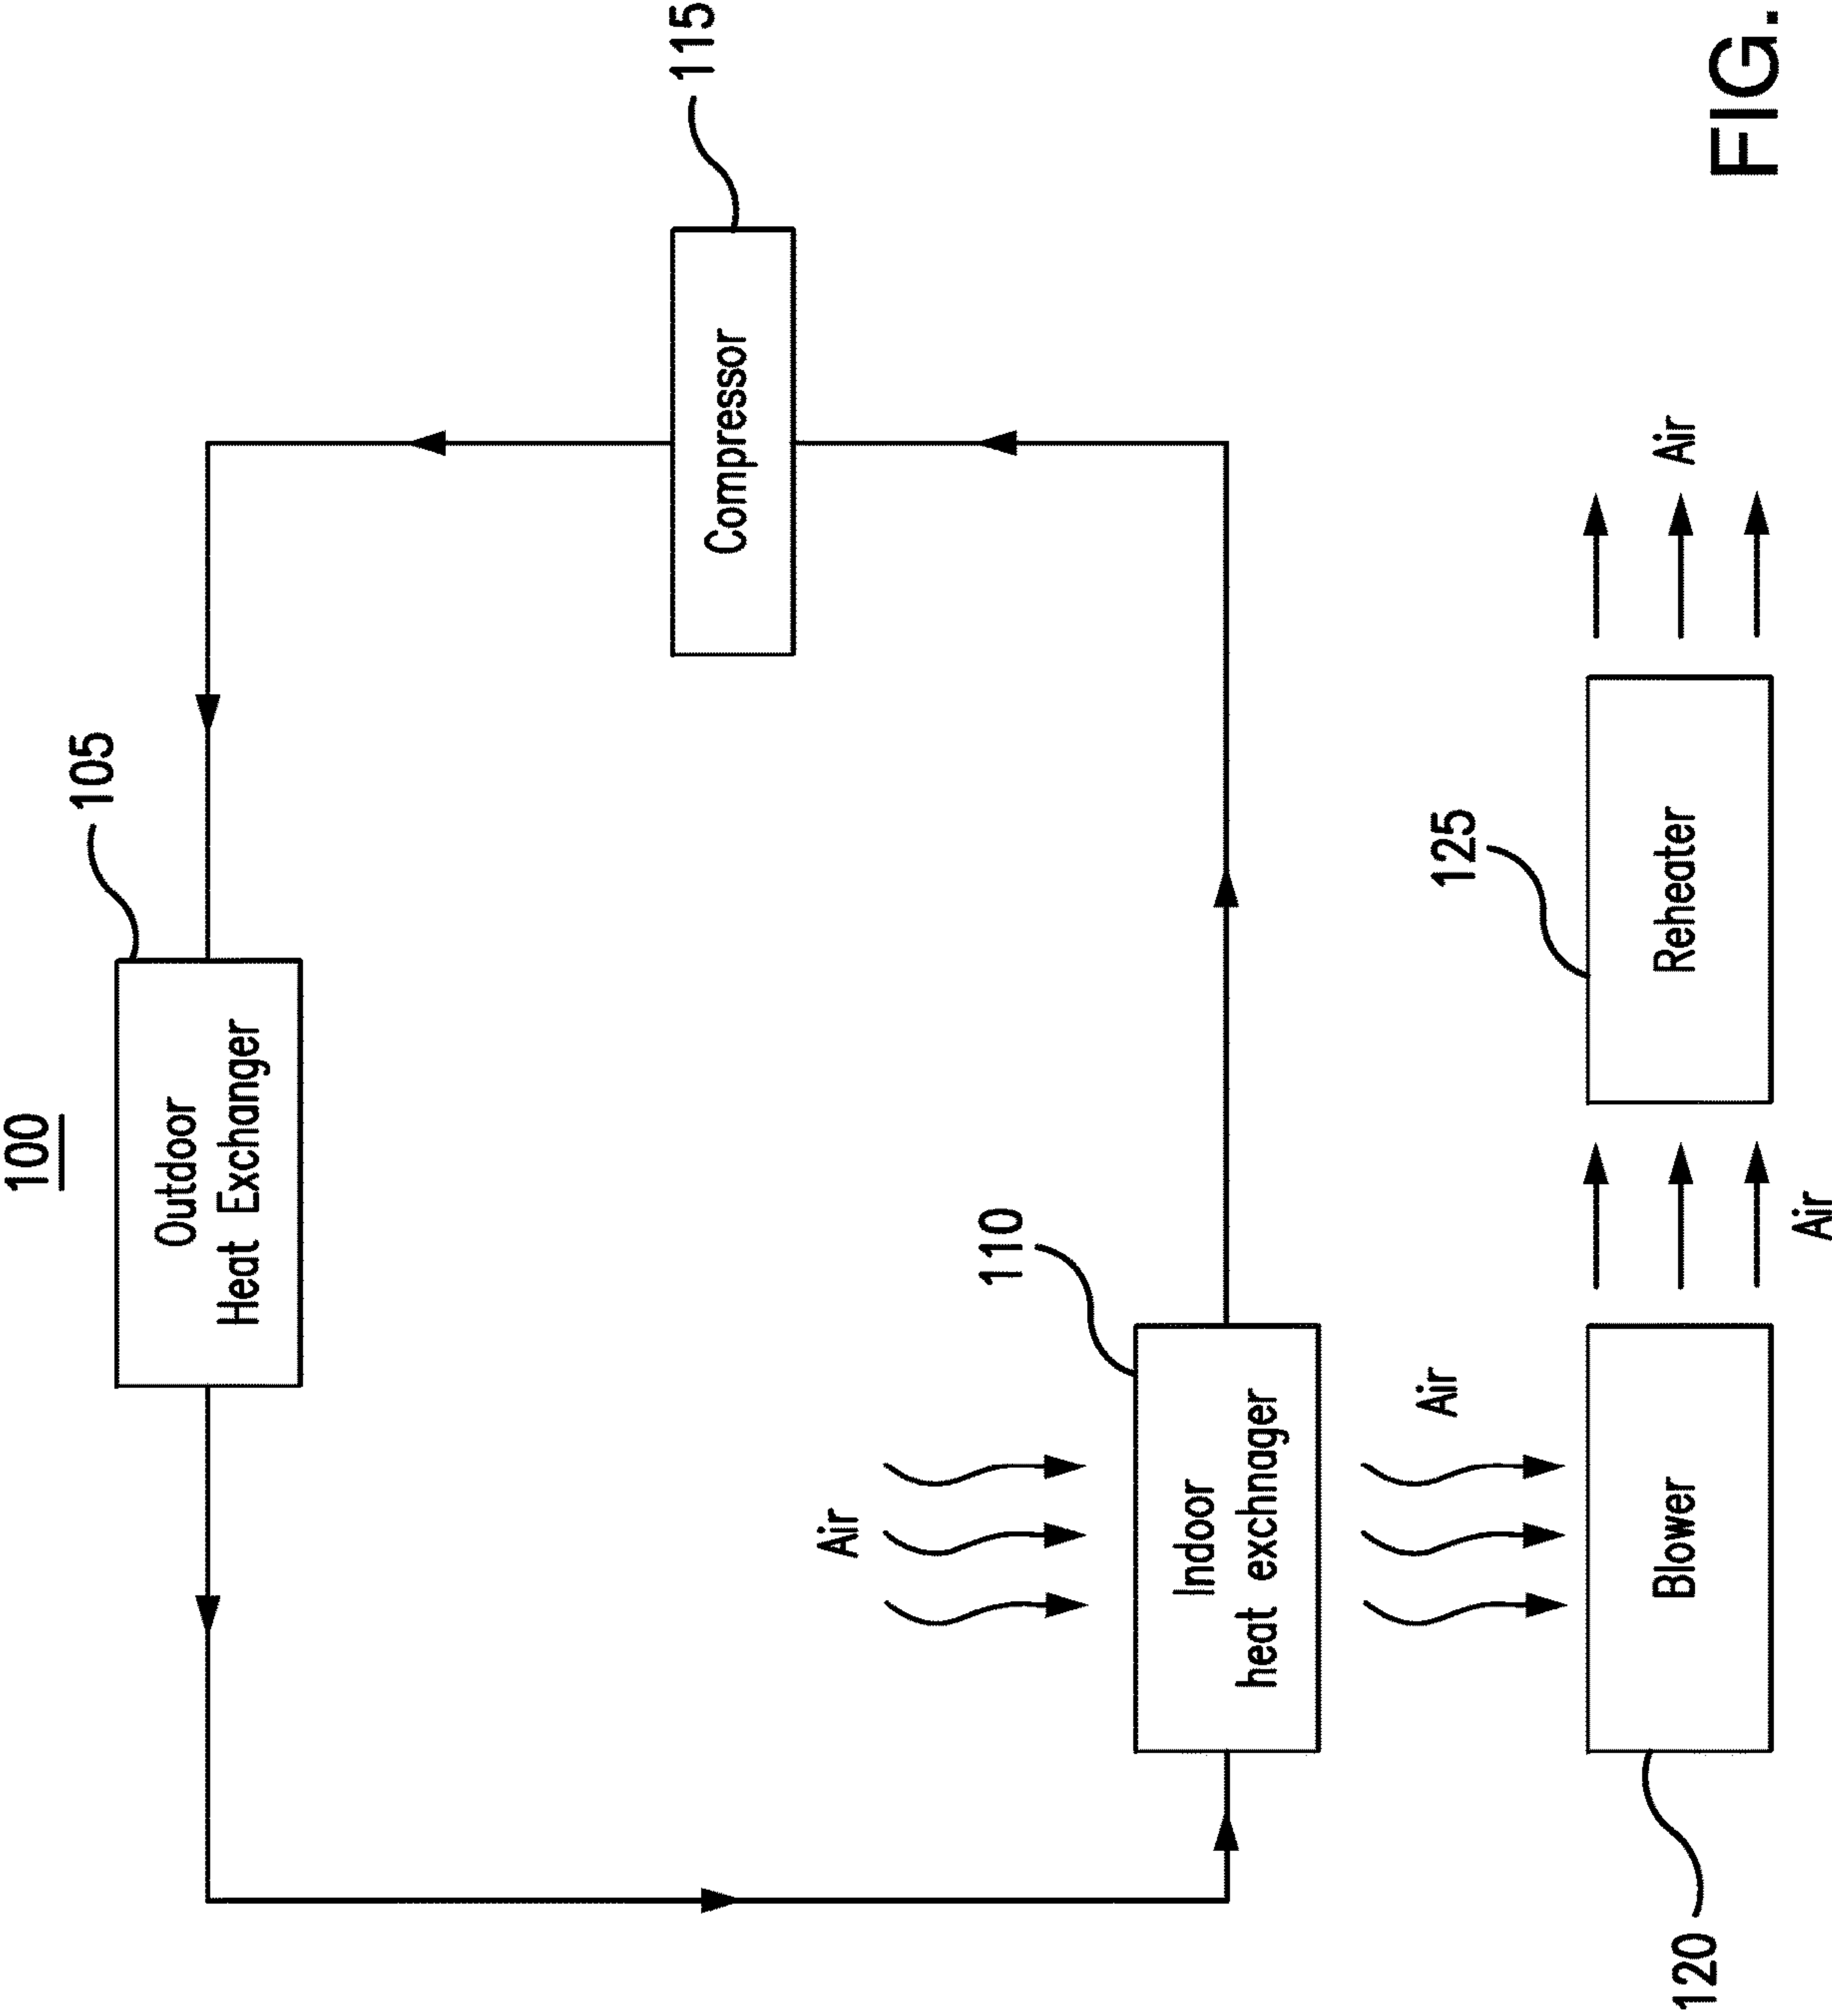 100
105
Outdoor
Heat Exchanger
115
Compressor
110
Air
Indoor
heat exchnager
Air
125
Blower
Reheater
Air
Air
120
FIG.